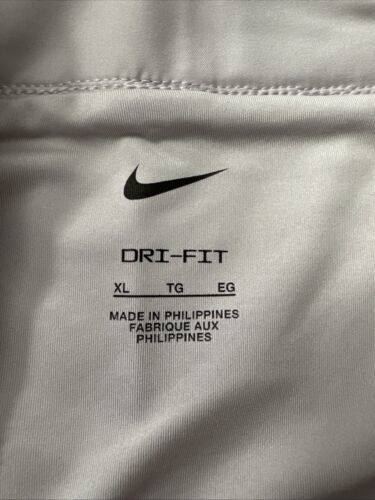 DRI-FIT
XL TG EG
MADE IN PHILIPPINES
FABRIQUE AUX
PHILIPPINES